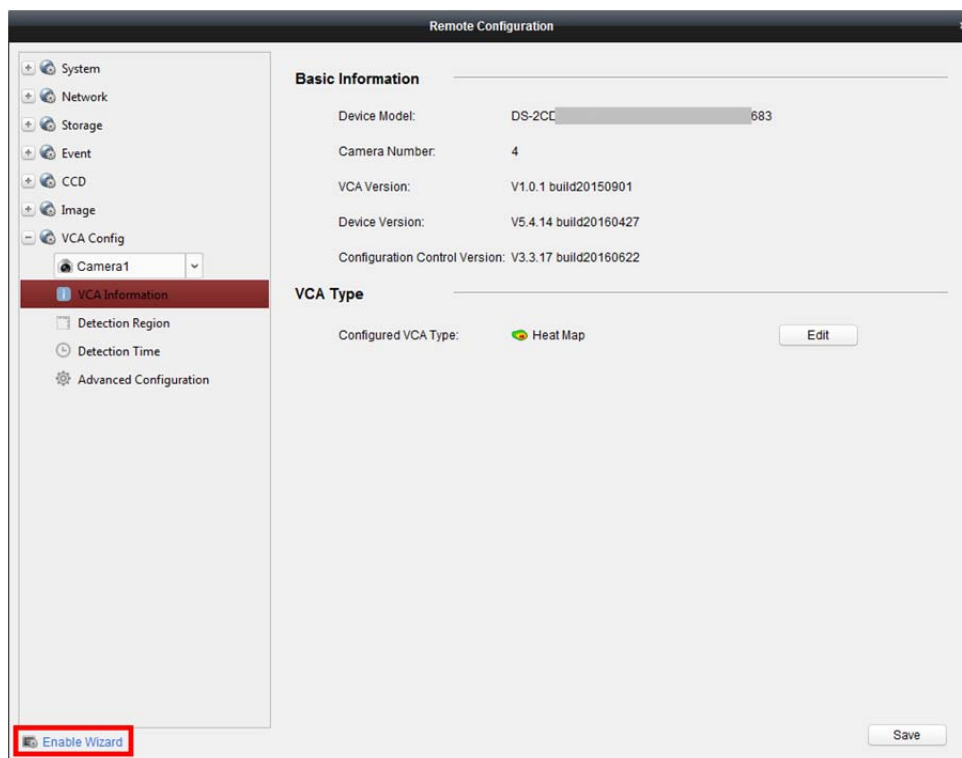 Remote Configuration
System
Network
Storage
Event
CCD
Image
VCA Config
Camera1
VCA Information
Detection Region
Detection Time
Advanced Configuration
Enable Wizard
Basic Information
Device Model: DS-2CD 683
Camera Number: 4
VCA Version: V1.0.1 build20150901
Device Version: V5.4.14 build20160427
Configuration Control Version: V3.3.17 build20160622
VCA Type
Configured VCA Type: Heat Map Edit
Save